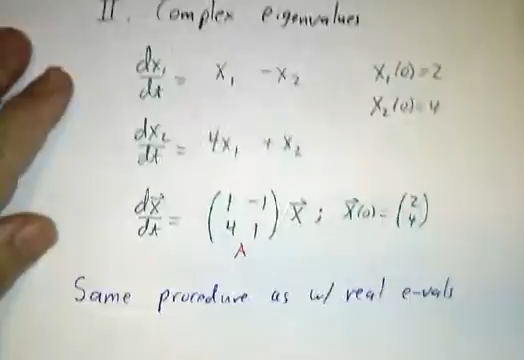 II. Complex eigenvalues
dx₁/dt = x₁ - x₂ x₁(0)=2
x₂(0)=4
dx₂/dt = 4x₁ + x₂
dx⃗/dt = (1 -1; 4 1) x⃗ ; x⃗(0) = (2; 4)
A
Same procedure as w/ real e-vals